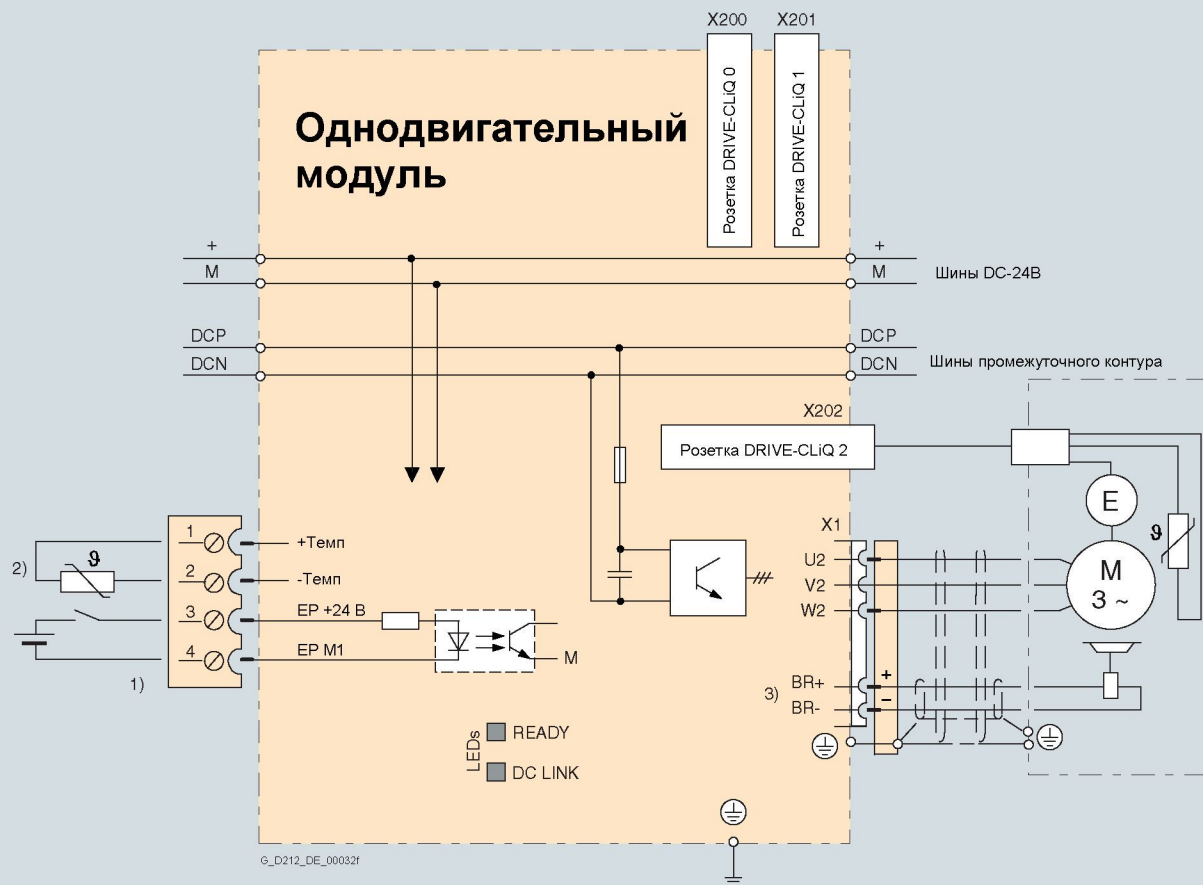 X200
X201
Розетка DRIVE-CLiQ 0
Розетка DRIVE-CLiQ 1
Однодвигательный
модуль
+
M
+
M
Шины DC-24В
DCP
DCN
DCP
DCN
Шины промежуточного контура
X202
Розетка DRIVE-CLiQ 2
E
ϑ
M
3 ~
X1
U2
V2
W2
2)
ϑ
1
+Темп
2
-Темп
3
EP +24 В
4
EP M1
M
1)
3)
BR+
BR-
+
–
LEDs
READY
DC LINK
G_D212_DE_00032f